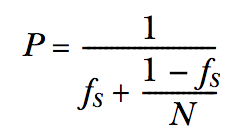 P = 1 / (f_S + (1 − f_S) / N)